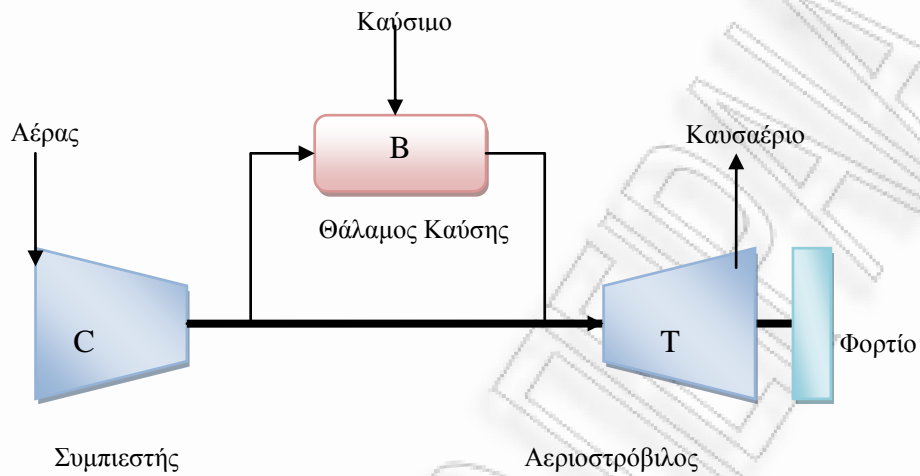 Καύσιμο
Αέρας
B
Καυσαέριο
Θάλαμος Καύσης
C
T
Φορτίο
Συμπιεστής
Αεριοστρόβιλος